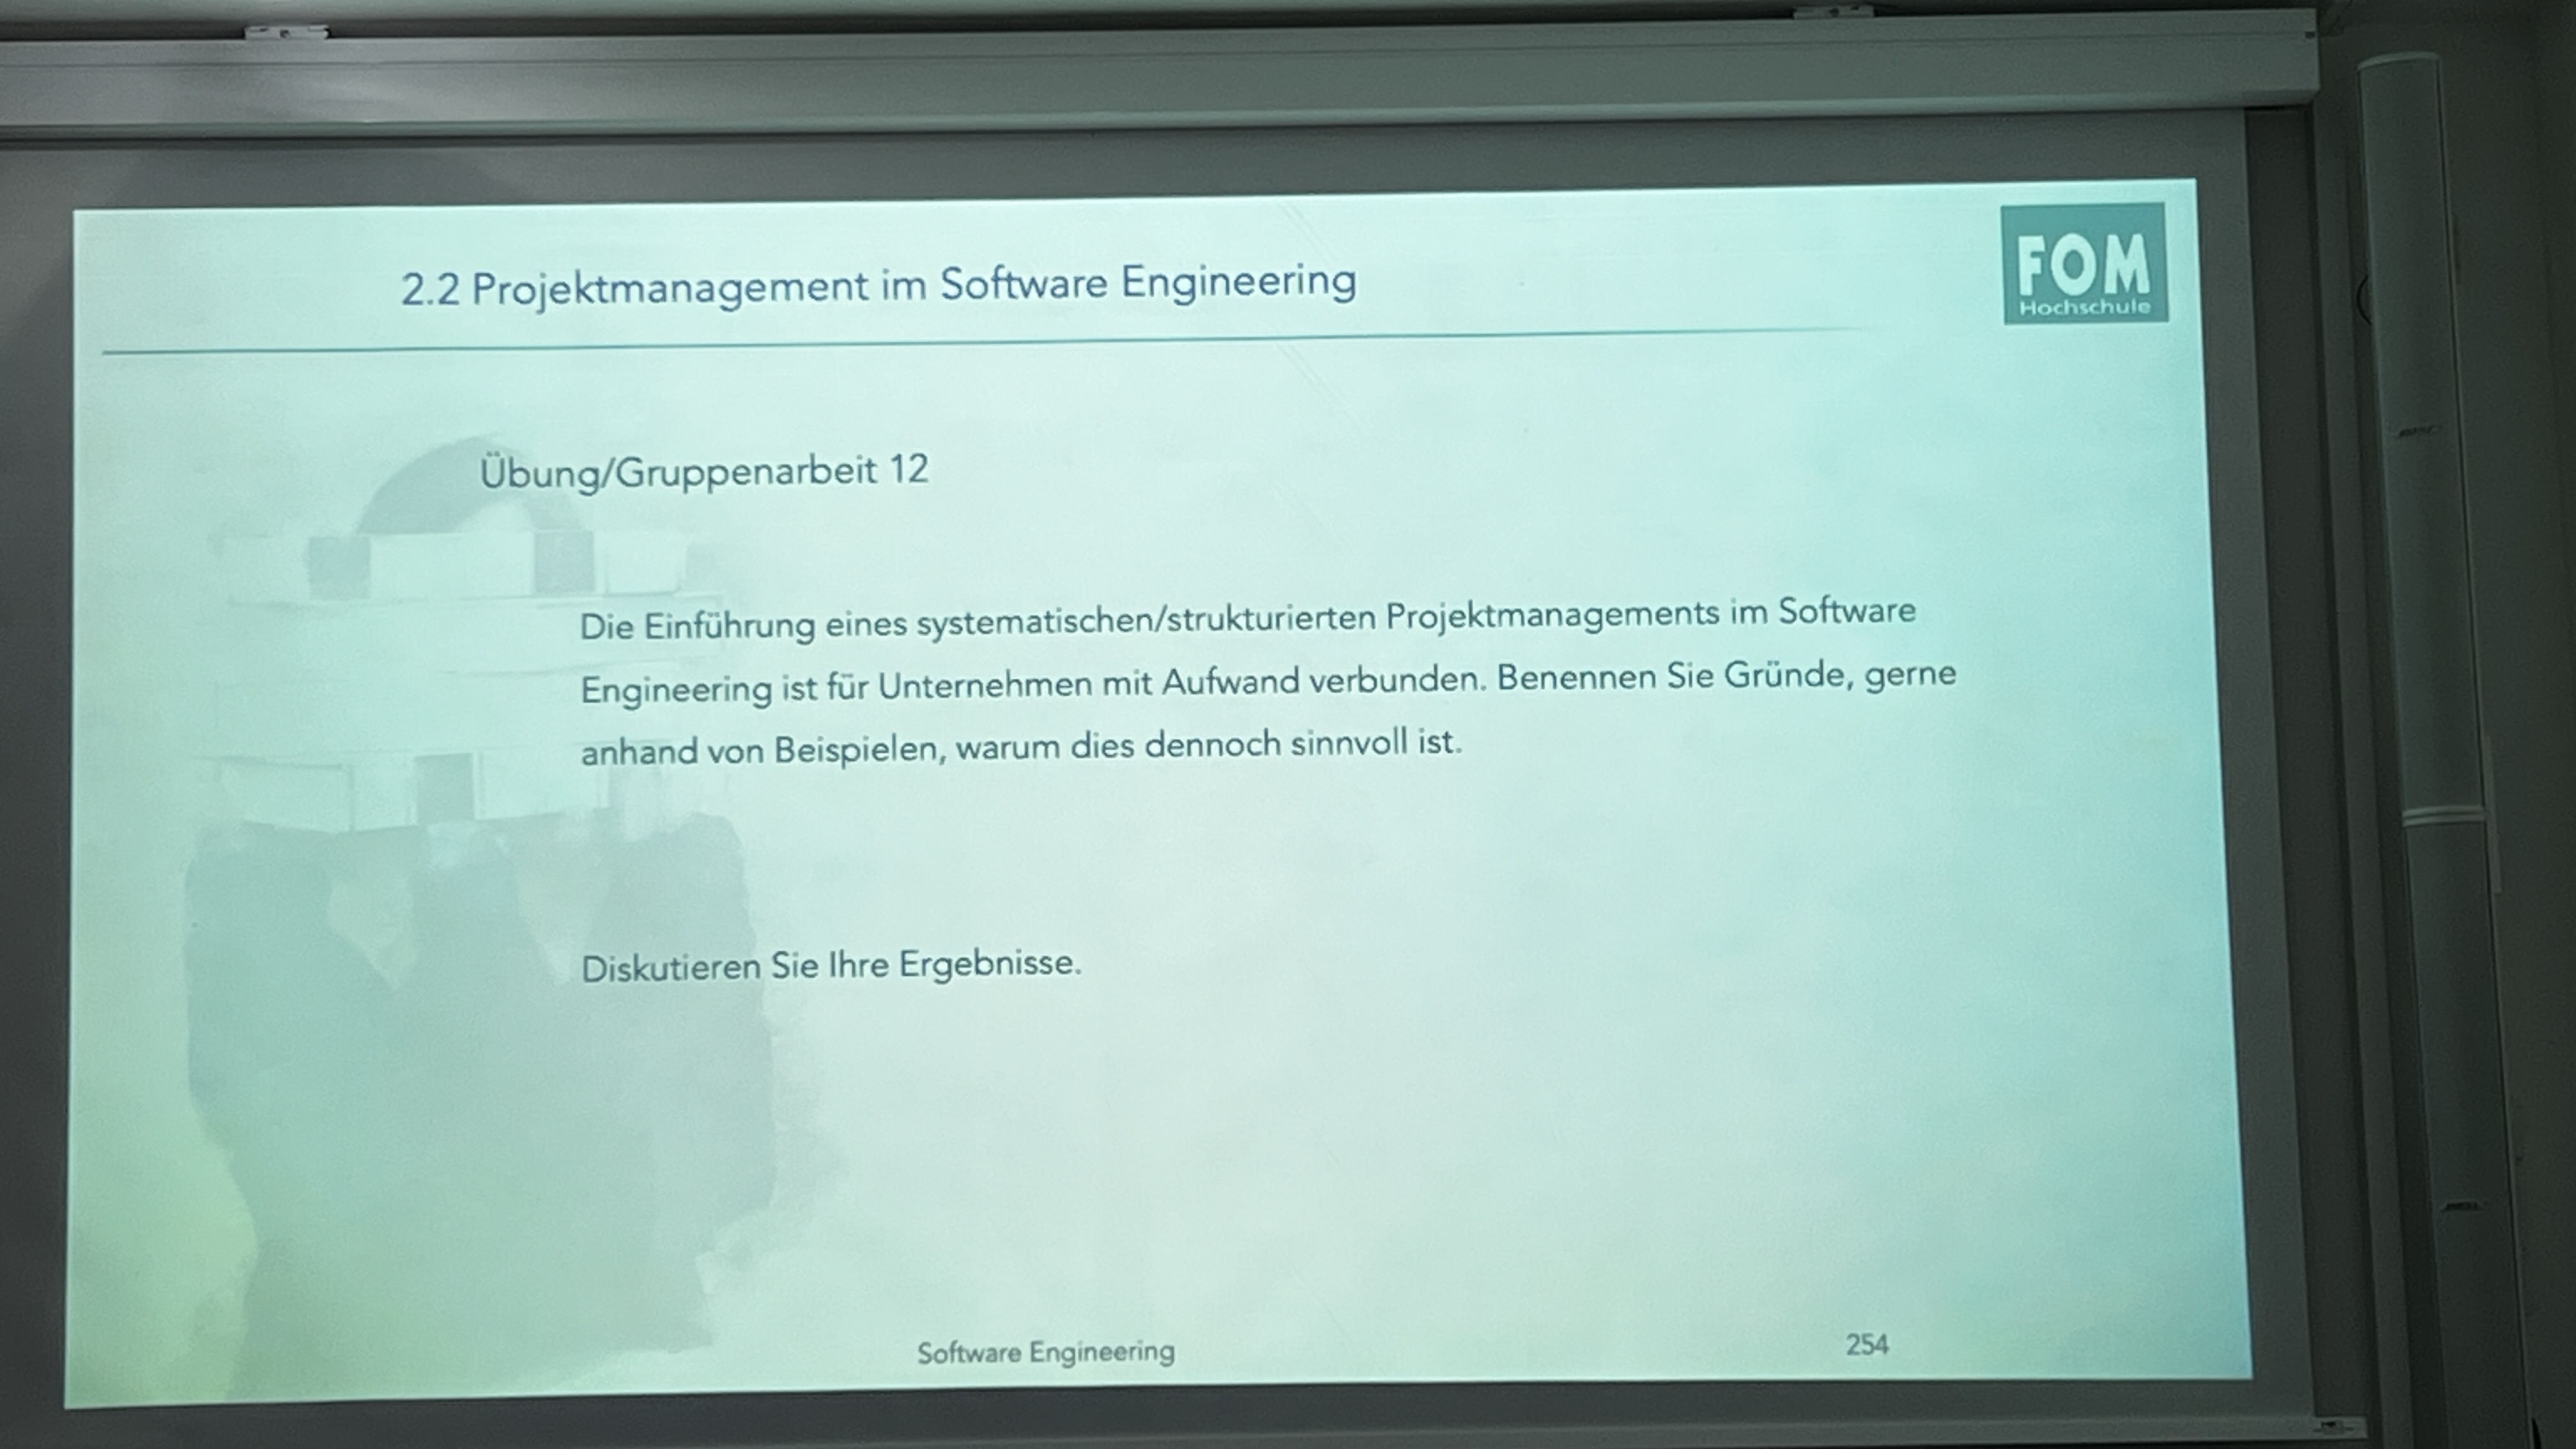 2.2 Projektmanagement im Software Engineering
FOM
Hochschule
Übung/Gruppenarbeit 12
Die Einführung eines systematischen/strukturierten Projektmanagements im Software
Engineering ist für Unternehmen mit Aufwand verbunden. Benennen Sie Gründe, gerne
anhand von Beispielen, warum dies dennoch sinnvoll ist.
Diskutieren Sie Ihre Ergebnisse.
Software Engineering
254